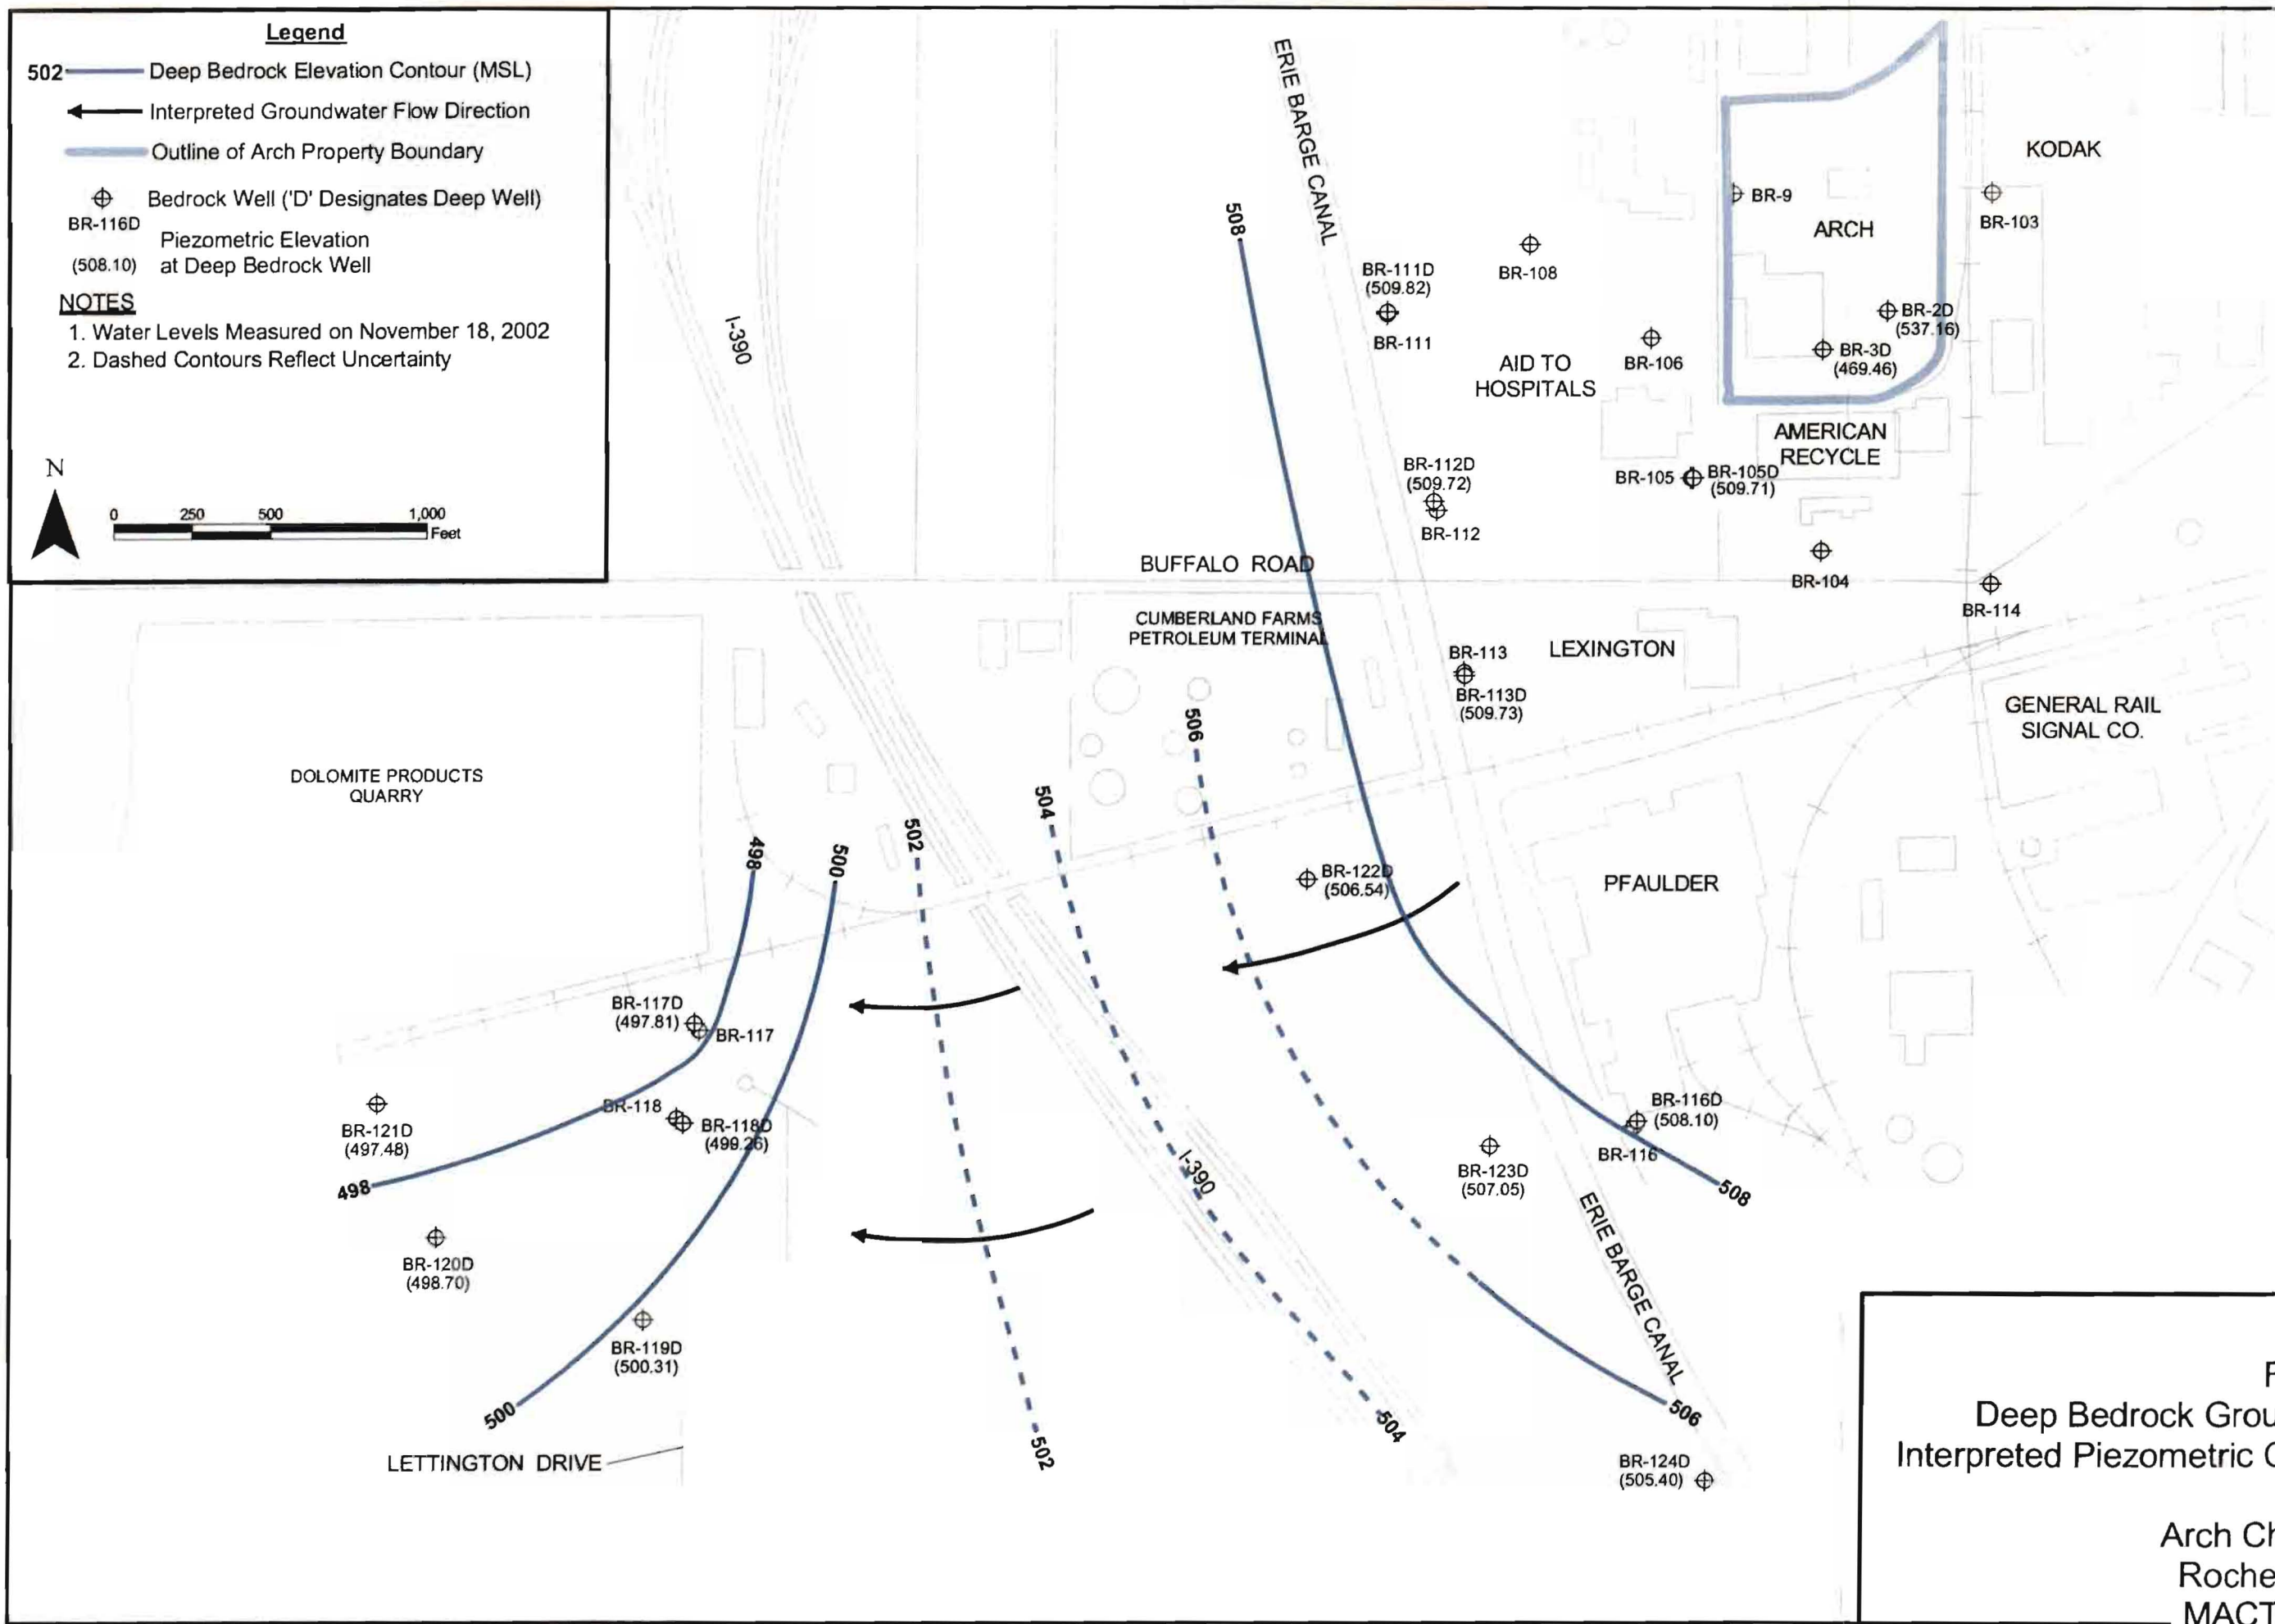 Legend
502 Deep Bedrock Elevation Contour (MSL)
Interpreted Groundwater Flow Direction
Outline of Arch Property Boundary
Bedrock Well ('D' Designates Deep Well)
BR-116D
Piezometric Elevation
(508.10) at Deep Bedrock Well
NOTES
1. Water Levels Measured on November 18, 2002
2. Dashed Contours Reflect Uncertainty
N
0 250 500 1,000
Feet
ERIE BARGE CANAL
KODAK
BR-9
BR-103
ARCH
508
BR-108
BR-111D
(509.82)
BR-111
I-390
BR-2D
(537.16)
BR-106
BR-3D
(469.46)
AID TO
HOSPITALS
AMERICAN
RECYCLE
BR-112D
(509.72)
BR-112
BR-105
BR-105D
(509.71)
BUFFALO ROAD
BR-104
BR-114
CUMBERLAND FARMS
PETROLEUM TERMINAL
BR-113
BR-113D
(509.73)
LEXINGTON
GENERAL RAIL
SIGNAL CO.
506
DOLOMITE PRODUCTS
QUARRY
504
502
498
500
BR-122D
(506.54)
PFAULDER
BR-117D
(497.81)
BR-117
BR-118
BR-118D
(499.26)
BR-121D
(497.48)
498
BR-116D
(508.10)
BR-116
BR-123D
(507.05)
I-390
508
ERIE BARGE CANAL
BR-120D
(498.70)
BR-119D
(500.31)
500
506
504
502
LETTINGTON DRIVE
BR-124D
(505.40)
Deep Bedrock Grou
Interpreted Piezometric
Arch Ch
Roche
MACT